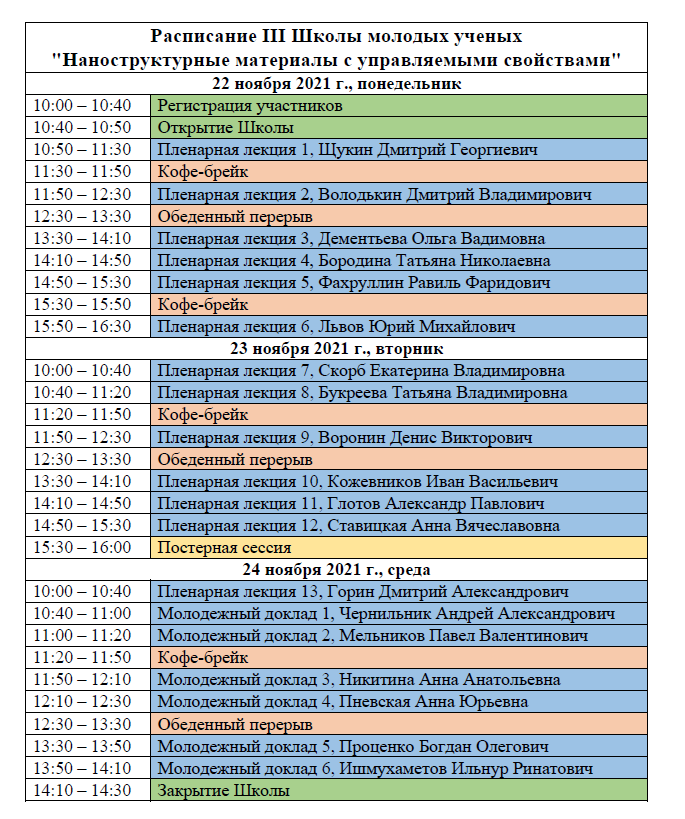 Расписание III Школы молодых ученых
"Наноструктурные материалы с управляемыми свойствами"
22 ноября 2021 г., понедельник
10:00 – 10:40 Регистрация участников
10:40 – 10:50 Открытие Школы
10:50 – 11:30 Пленарная лекция 1, Щукин Дмитрий Георгиевич
11:30 – 11:50 Кофе-брейк
11:50 – 12:30 Пленарная лекция 2, Володькин Дмитрий Владимирович
12:30 – 13:30 Обеденный перерыв
13:30 – 14:10 Пленарная лекция 3, Дементьева Ольга Вадимовна
14:10 – 14:50 Пленарная лекция 4, Бородина Татьяна Николаевна
14:50 – 15:30 Пленарная лекция 5, Фахруллин Равиль Фаридович
15:30 – 15:50 Кофе-брейк
15:50 – 16:30 Пленарная лекция 6, Львов Юрий Михайлович
23 ноября 2021 г., вторник
10:00 – 10:40 Пленарная лекция 7, Скорб Екатерина Владимировна
10:40 – 11:20 Пленарная лекция 8, Букреева Татьяна Владимировна
11:20 – 11:50 Кофе-брейк
11:50 – 12:30 Пленарная лекция 9, Воронин Денис Викторович
12:30 – 13:30 Обеденный перерыв
13:30 – 14:10 Пленарная лекция 10, Кожевников Иван Васильевич
14:10 – 14:50 Пленарная лекция 11, Глотов Александр Павлович
14:50 – 15:30 Пленарная лекция 12, Ставицкая Анна Вячеславовна
15:30 – 16:00 Постерная сессия
24 ноября 2021 г., среда
10:00 – 10:40 Пленарная лекция 13, Горин Дмитрий Александрович
10:40 – 11:00 Молодежный доклад 1, Чернильник Андрей Александрович
11:00 – 11:20 Молодежный доклад 2, Мельников Павел Валентинович
11:20 – 11:50 Кофе-брейк
11:50 – 12:10 Молодежный доклад 3, Никитина Анна Анатольевна
12:10 – 12:30 Молодежный доклад 4, Пневская Анна Юрьевна
12:30 – 13:30 Обеденный перерыв
13:30 – 13:50 Молодежный доклад 5, Проценко Богдан Олегович
13:50 – 14:10 Молодежный доклад 6, Ишмухаметов Ильнур Ринатович
14:10 – 14:30 Закрытие Школы